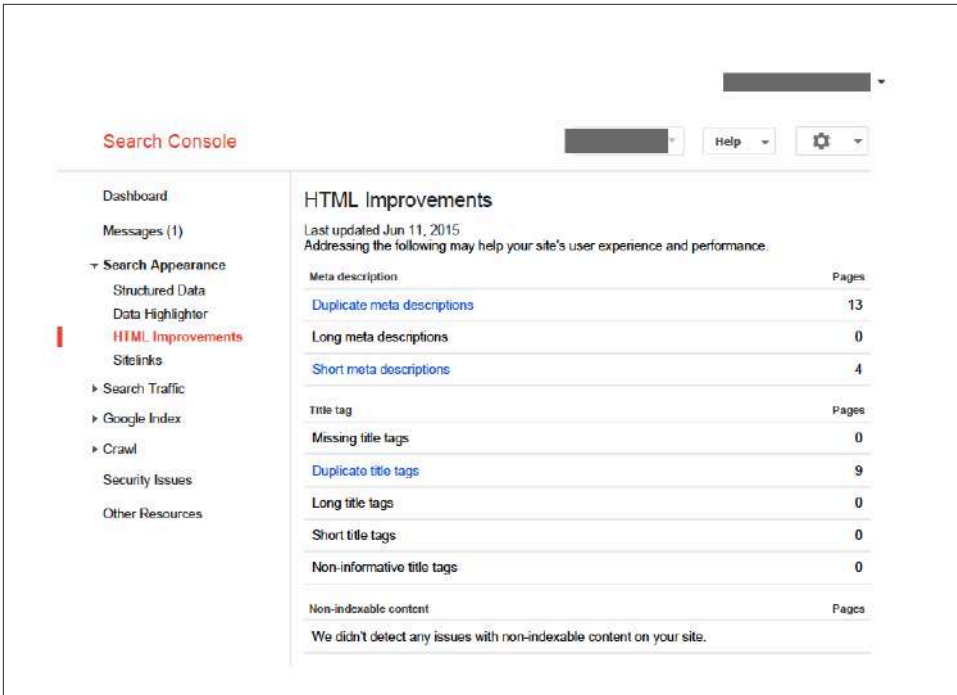 Search Console
Help
Dashboard
Messages (1)
Search Appearance
Structured Data
Data Highlighter
HTML Improvements
Sitelinks
Search Traffic
Google Index
Crawl
Security Issues
Other Resources
HTML Improvements
Last updated Jun 11, 2015
Addressing the following may help your site's user experience and performance.
Meta description Pages
Duplicate meta descriptions 13
Long meta descriptions 0
Short meta descriptions 4
Title tag Pages
Missing title tags 0
Duplicate title tags 9
Long title tags 0
Short title tags 0
Non-informative title tags 0
Non-indexable content Pages
We didn't detect any issues with non-indexable content on your site.